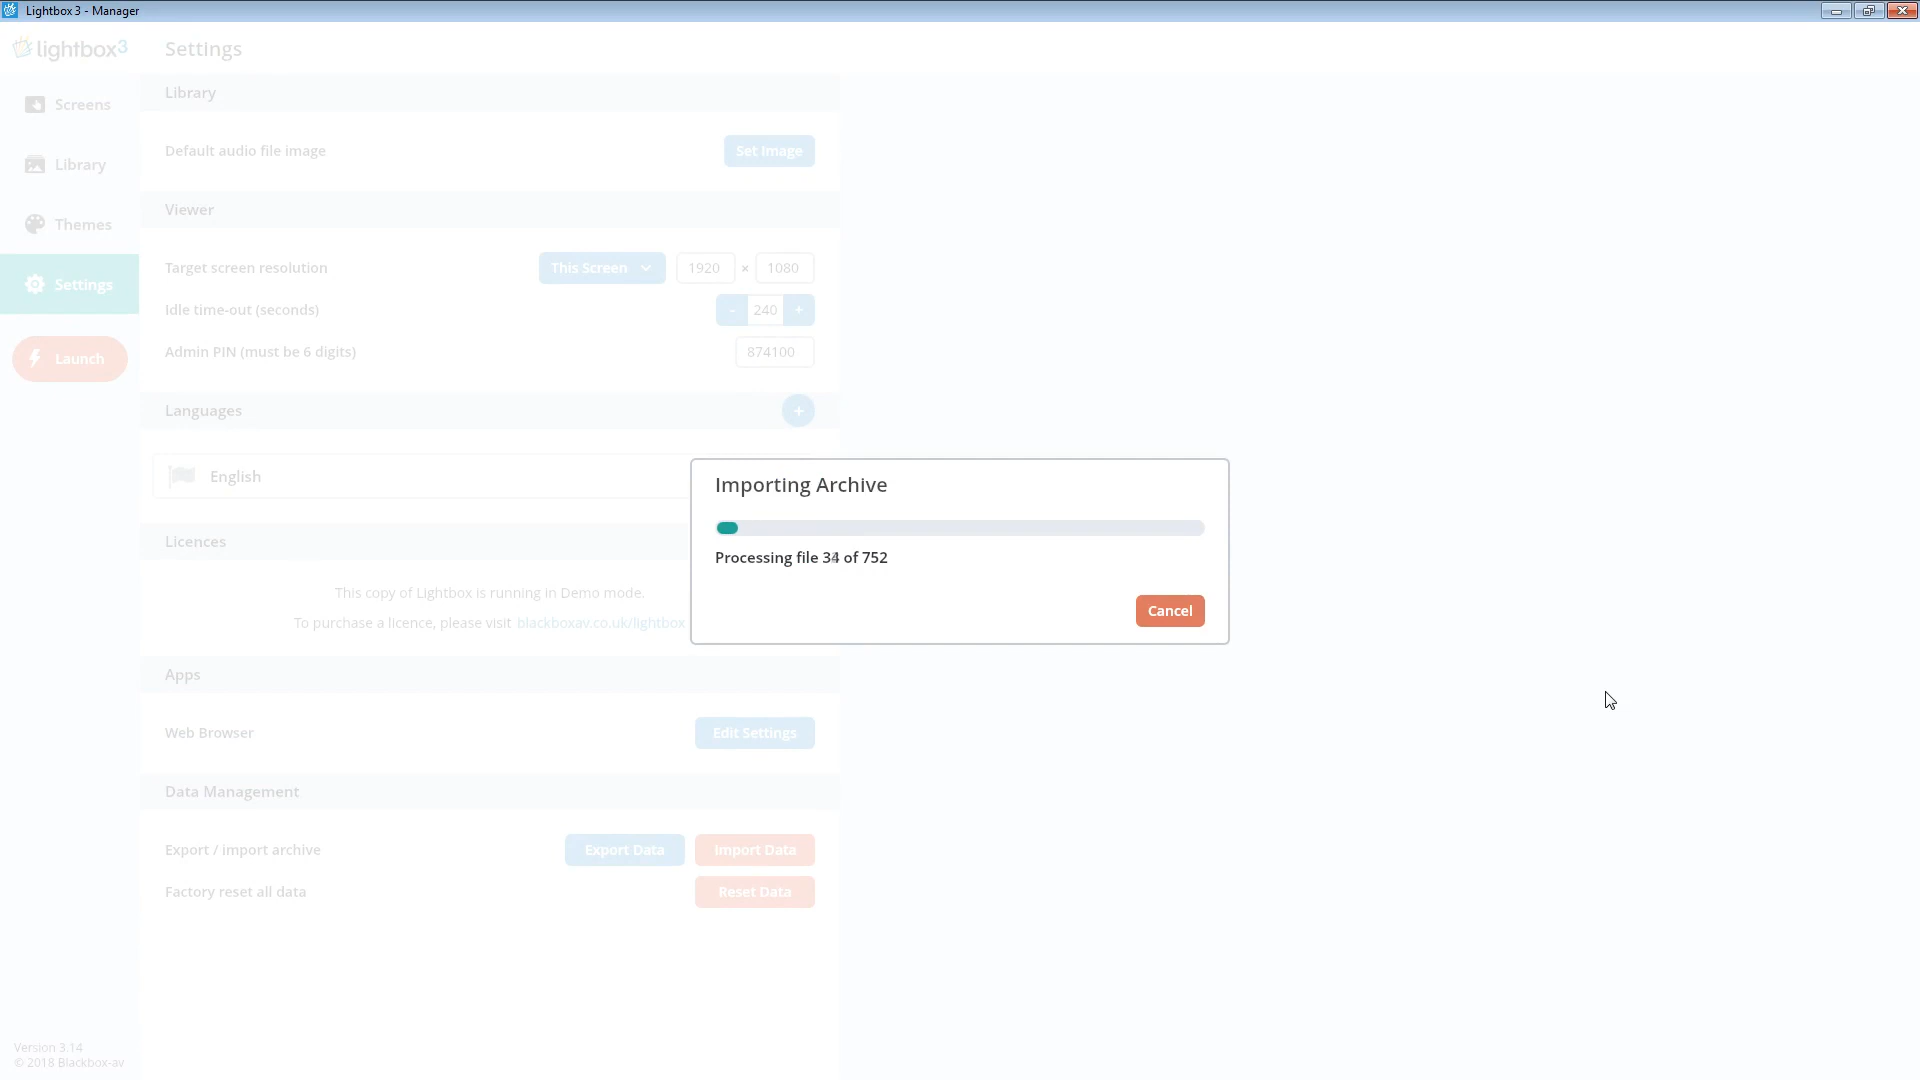 Lightbox 3 - Manager
lightbox3
Settings
Library
Screens
Default audio file image
Set Image
Library
Viewer
Themes
Target screen resolution
This Screen
1920
×
1080
Settings
Idle time-out (seconds)
-
240
+
Admin PIN (must be 6 digits)
874100
Launch
Languages
+
English
Importing Archive
Processing file 34 of 752
Cancel
Licences
This copy of Lightbox is running in Demo mode.
To purchase a licence, please visit blackboxav.co.uk/lightbox
Apps
Web Browser
Edit Settings
Data Management
Export / import archive
Export Data
Import Data
Factory reset all data
Reset Data
Version 3.14
© 2018 Blackbox-av